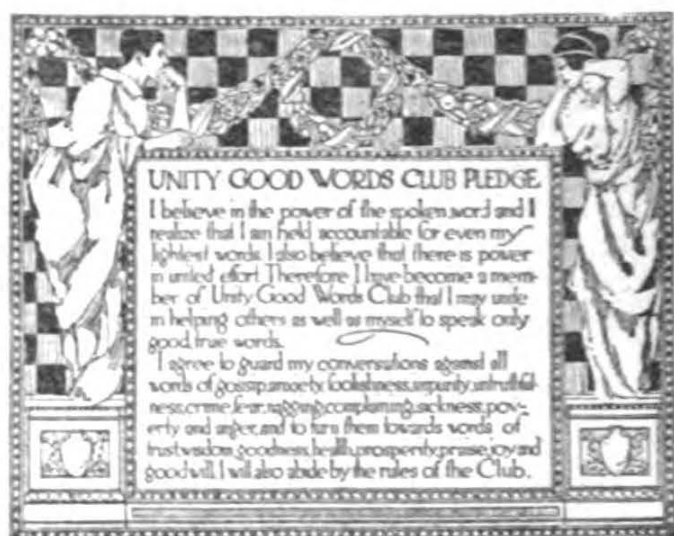 UNITY GOOD WORDS CLUB PLEDGE
I believe in the power of the spoken word and I
realize that I am held accountable for even my
lightest words. I also believe that there is power
in united effort. Therefore I have become a mem-
ber of Unity Good Words Club that I may unite
in helping others as well as myself to speak only
good, true words.
I agree to guard my conversations against all
words of gossip, anxiety, foolishness, impurity, untruthful-
ness, crime, fear, nagging, complaining, sickness, pov-
erty and anger, and to turn them towards words of
trust, wisdom, goodness, health, prosperity, praise, joy and
good will. I will also abide by the rules of the Club.